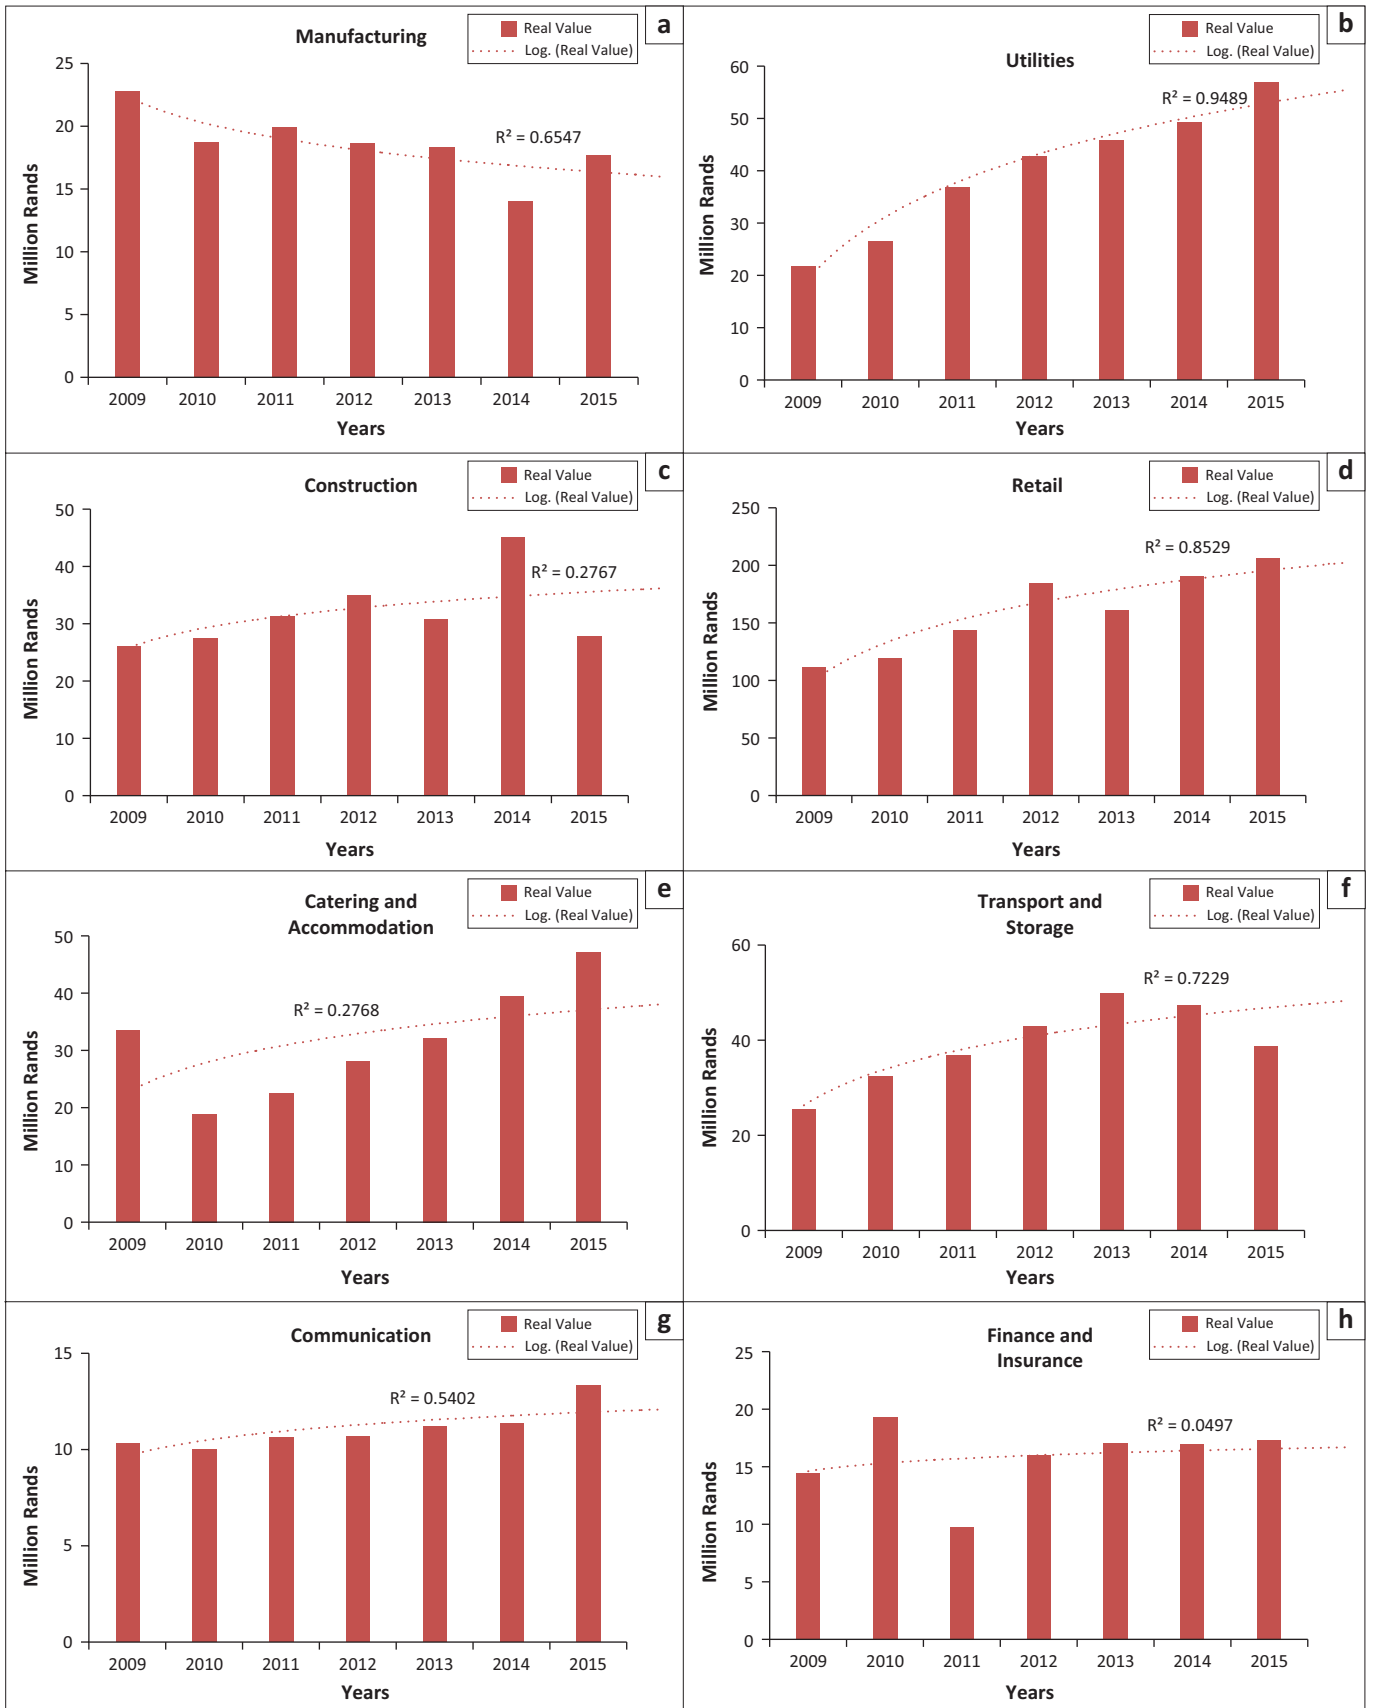 a
Manufacturing
Real Value
Log. (Real Value)
25
20
15
10
5
0
R² = 0.6547
Million Rands
2009 2010 2011 2012 2013 2014 2015
Years
b
Utilities
Real Value
Log. (Real Value)
60
50
40
30
20
10
0
R² = 0.9489
Million Rands
2009 2010 2011 2012 2013 2014 2015
Years
c
Construction
Real Value
Log. (Real Value)
50
40
30
20
10
0
R² = 0.2767
Million Rands
2009 2010 2011 2012 2013 2014 2015
Years
d
Retail
Real Value
Log. (Real Value)
250
200
150
100
50
0
R² = 0.8529
Million Rands
2009 2010 2011 2012 2013 2014 2015
Years
e
Catering and
Accommodation
Real Value
Log. (Real Value)
50
40
30
20
10
0
R² = 0.2768
Million Rands
2009 2010 2011 2012 2013 2014 2015
Years
f
Transport and
Storage
Real Value
Log. (Real Value)
60
40
20
0
R² = 0.7229
Million Rands
2009 2010 2011 2012 2013 2014 2015
Years
g
Communication
Real Value
Log. (Real Value)
15
10
5
0
R² = 0.5402
Million Rands
2009 2010 2011 2012 2013 2014 2015
Years
h
Finance and
Insurance
Real Value
Log. (Real Value)
25
20
15
10
5
0
R² = 0.0497
Million Rands
2009 2010 2011 2012 2013 2014 2015
Years